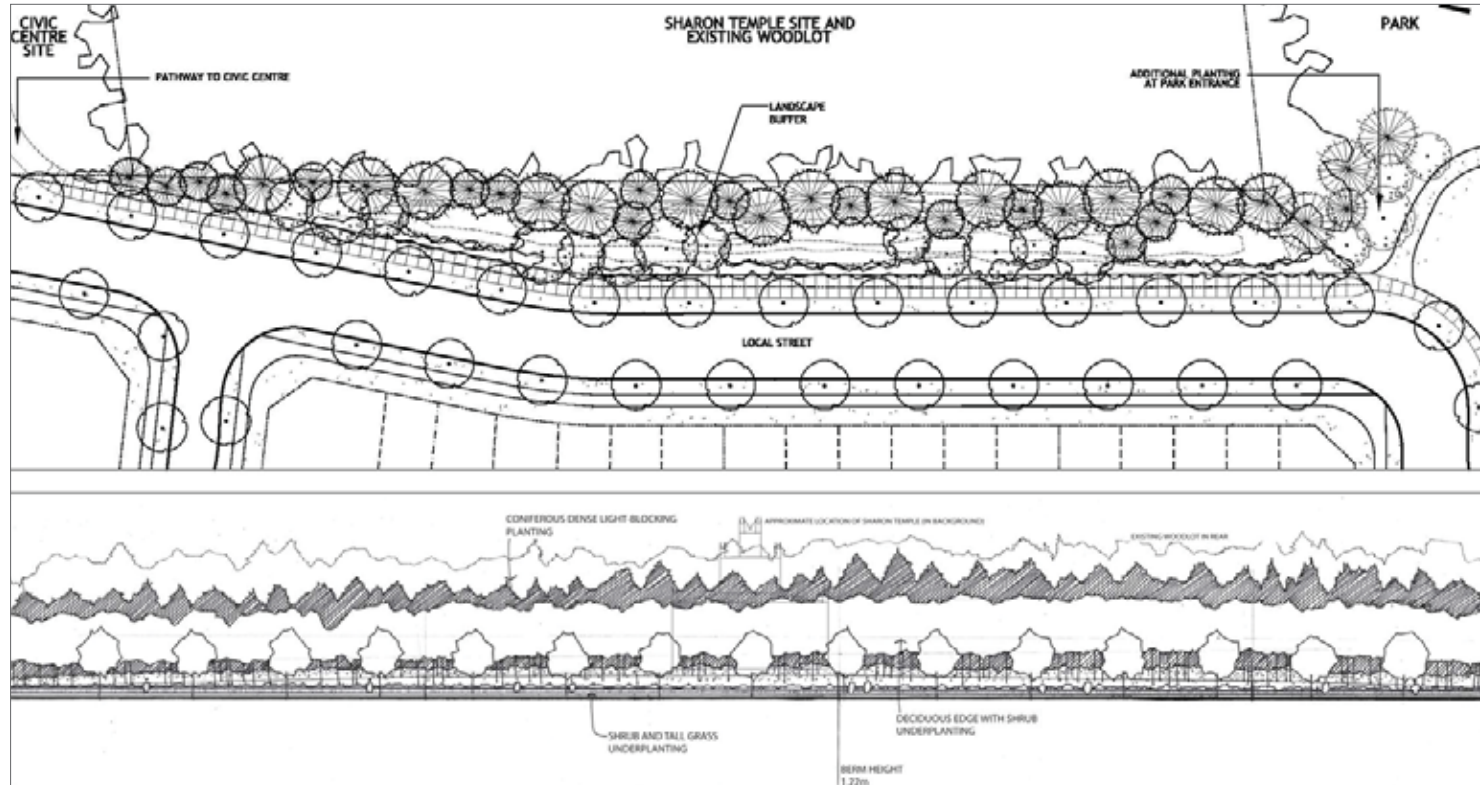 CIVIC
CENTRE
SITE
SHARON TEMPLE SITE AND
EXISTING WOODLOT
PARK
PATHWAY TO CIVIC CENTRE
ADDITIONAL PLANTING
AT PARK ENTRANCE
LANDSCAPE
BUFFER
LOCAL STREET
CONIFEROUS DENSE LIGHT-BLOCKING
PLANTING
APPROXIMATE LOCATION OF SHARON TEMPLE (IN BACKGROUND)
EXISTING WOODLOT IN REAR
DECIDUOUS EDGE WITH SHRUB
UNDERPLANTING
SHRUB AND TALL GRASS
UNDERPLANTING
BERM HEIGHT
1.22m